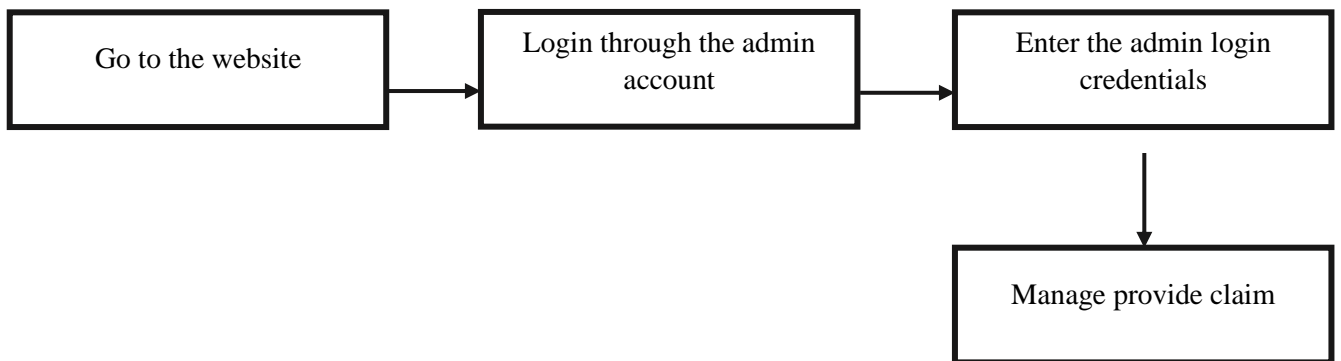 Go to the website
Login through the admin
account
Enter the admin login
credentials
Manage provide claim